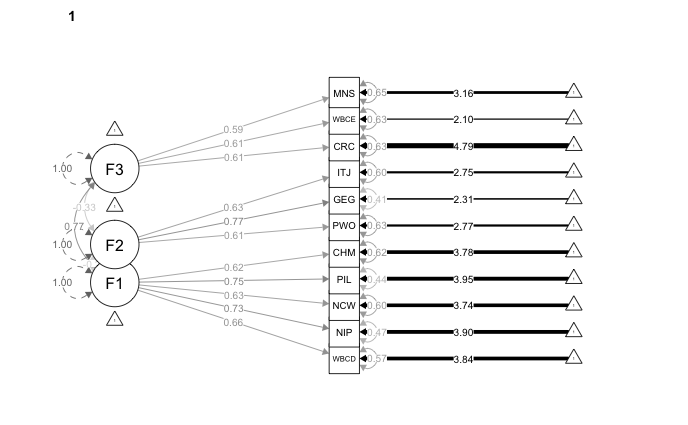 1
MNS 0.65 3.16
0.59
WBCE 0.63 2.10
0.61
CRC 0.63 4.79
0.61
F3 1.00
ITJ 0.60 2.75
0.63
-0.33
GEG 0.41 2.31
0.77
0.77
PWO 0.63 2.77
0.61
F2 1.00
CHM 0.62 3.78
0.62
PIL 0.44 3.95
0.75
F1 1.00
NCW 0.60 3.74
0.63
NIP 0.47 3.90
0.73
WBCD 0.57 3.84
0.66